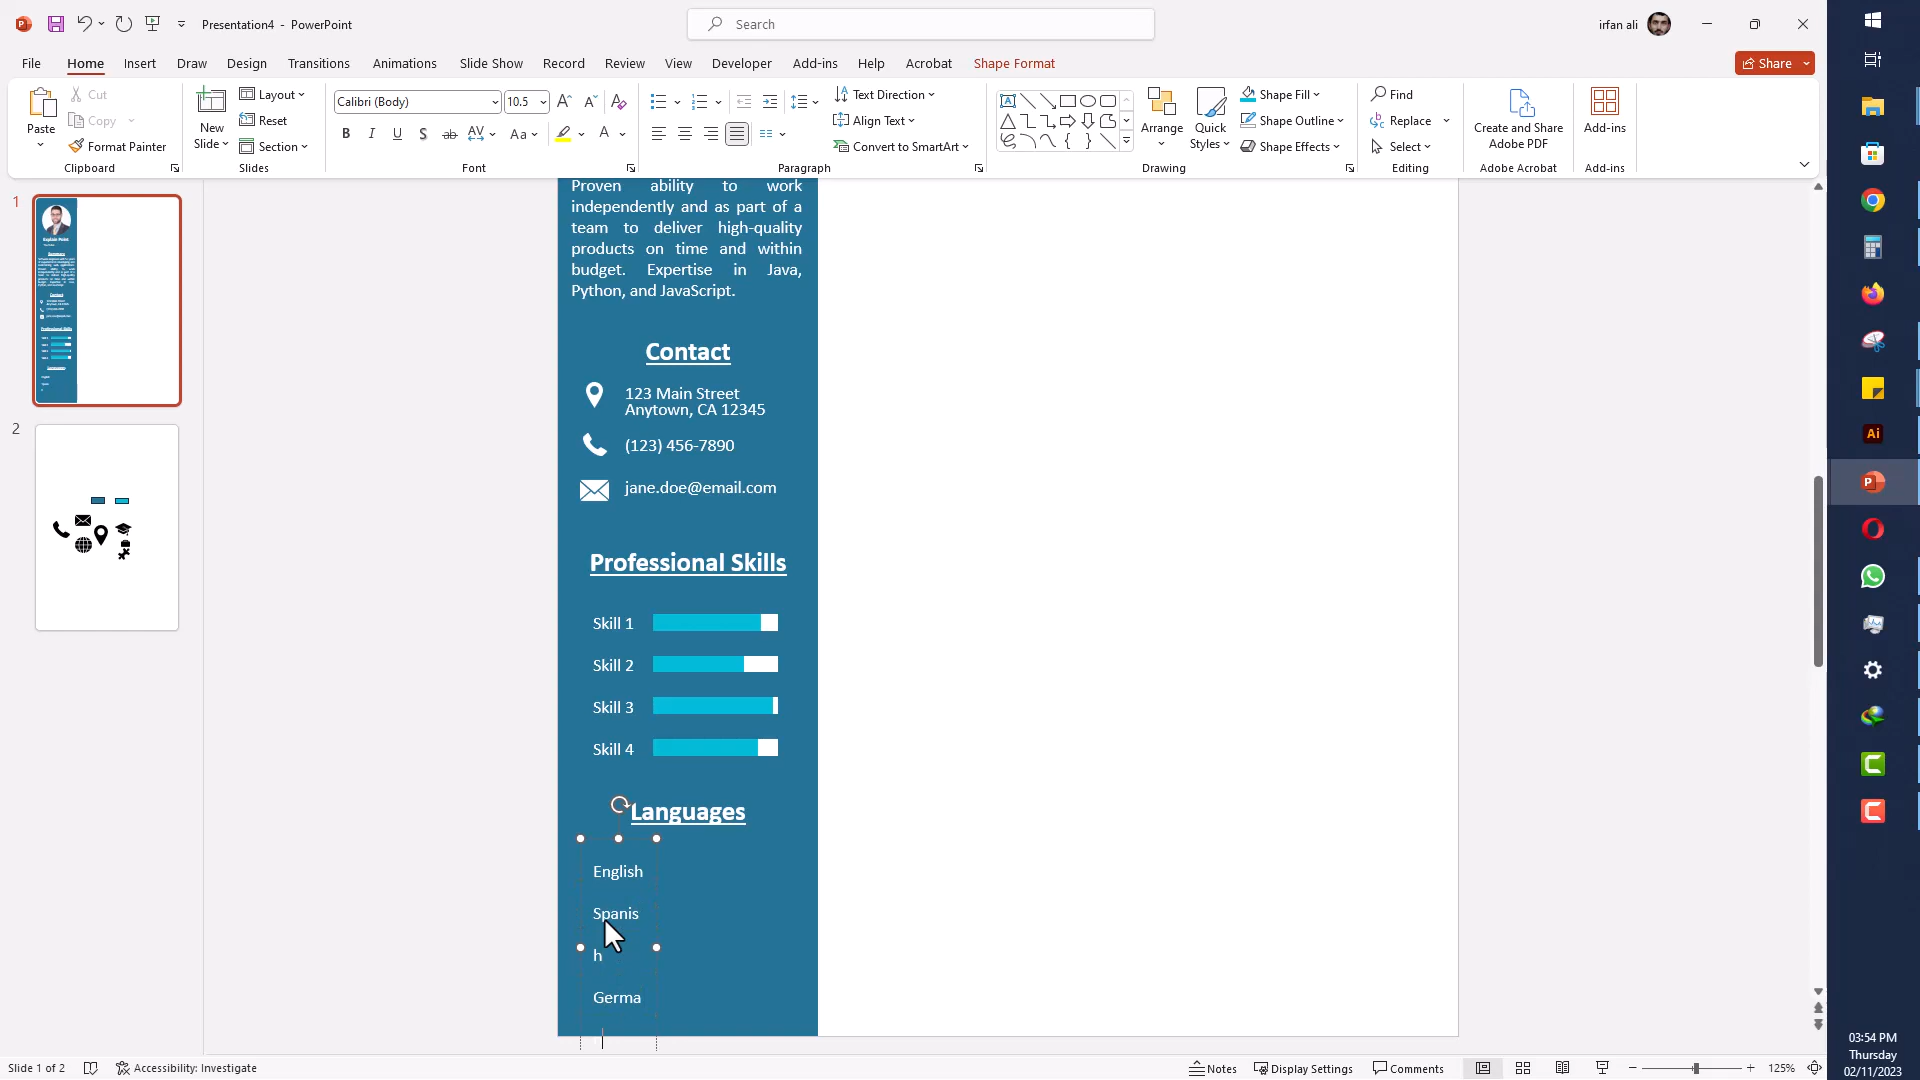 Presentation4 - PowerPoint
Search
irfan ali
File Home Insert Draw Design Transitions Animations Slide Show Record Review View Developer Add-ins Help Acrobat Shape Format
Share
Paste
Cut
Copy
Format Painter
Clipboard
New Slide
Layout
Reset
Section
Slides
Calibri (Body) 10.5
Font
Text Direction
Align Text
Convert to SmartArt
Paragraph
Arrange
Quick Styles
Shape Fill
Shape Outline
Shape Effects
Drawing
Find
Replace
Select
Editing
Create and Share Adobe PDF
Adobe Acrobat
Add-ins
Add-ins
1
2
Proven ability to work
independently and as part of a
team to deliver high-quality
products on time and within
budget. Expertise in Java,
Python, and JavaScript.
Contact
123 Main Street
Anytown, CA 12345
(123) 456-7890
jane.doe@email.com
Professional Skills
Skill 1
Skill 2
Skill 3
Skill 4
Languages
English
Spanis
h
Germa
Slide 1 of 2
Accessibility: Investigate
Notes
Display Settings
Comments
125%
03:54 PM
Thursday
02/11/2023